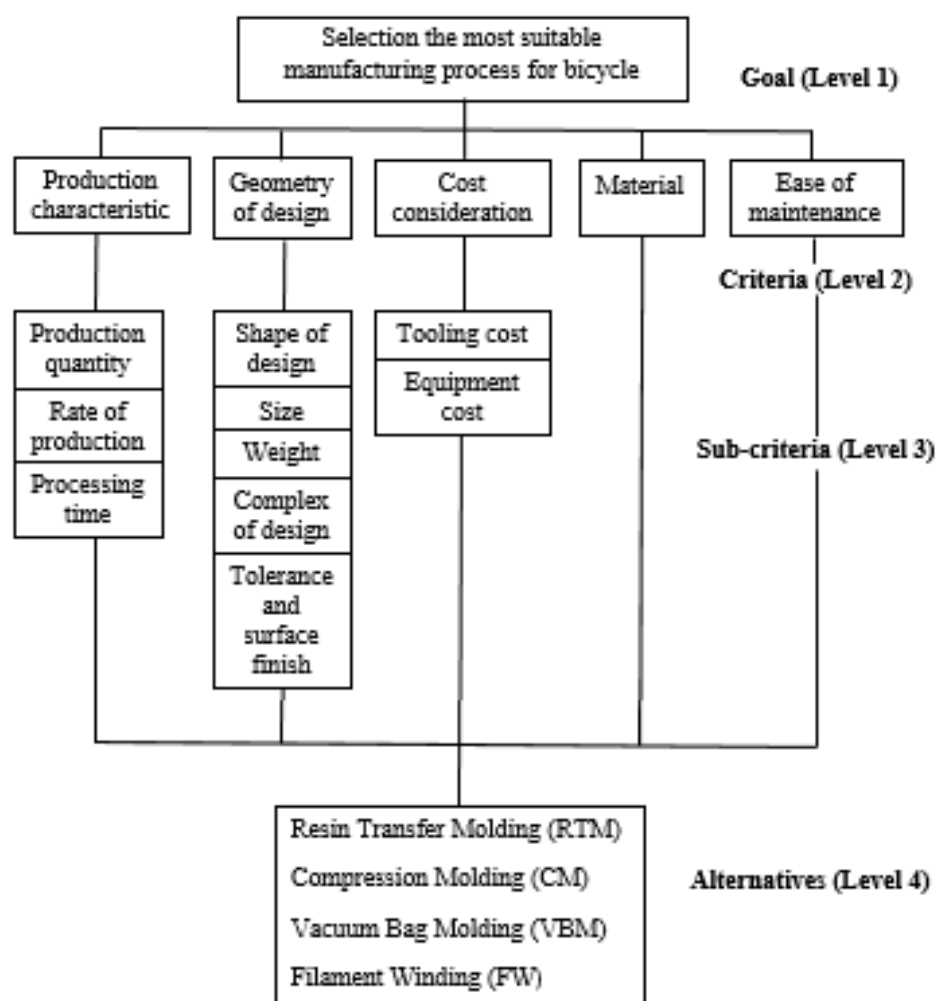 Selection the most suitable
manufacturing process for bicycle
Goal (Level 1)
Production
characteristic
Geometry
of design
Cost
consideration
Material
Ease of
maintenance
Criteria (Level 2)
Production
quantity
Rate of
production
Processing
time
Shape of
design
Size
Weight
Complex
of design
Tolerance
and
surface
finish
Tooling cost
Equipment
cost
Sub-criteria (Level 3)
Resin Transfer Molding (RTM)
Compression Molding (CM)
Vacuum Bag Molding (VBM)
Filament Winding (FW)
Alternatives (Level 4)